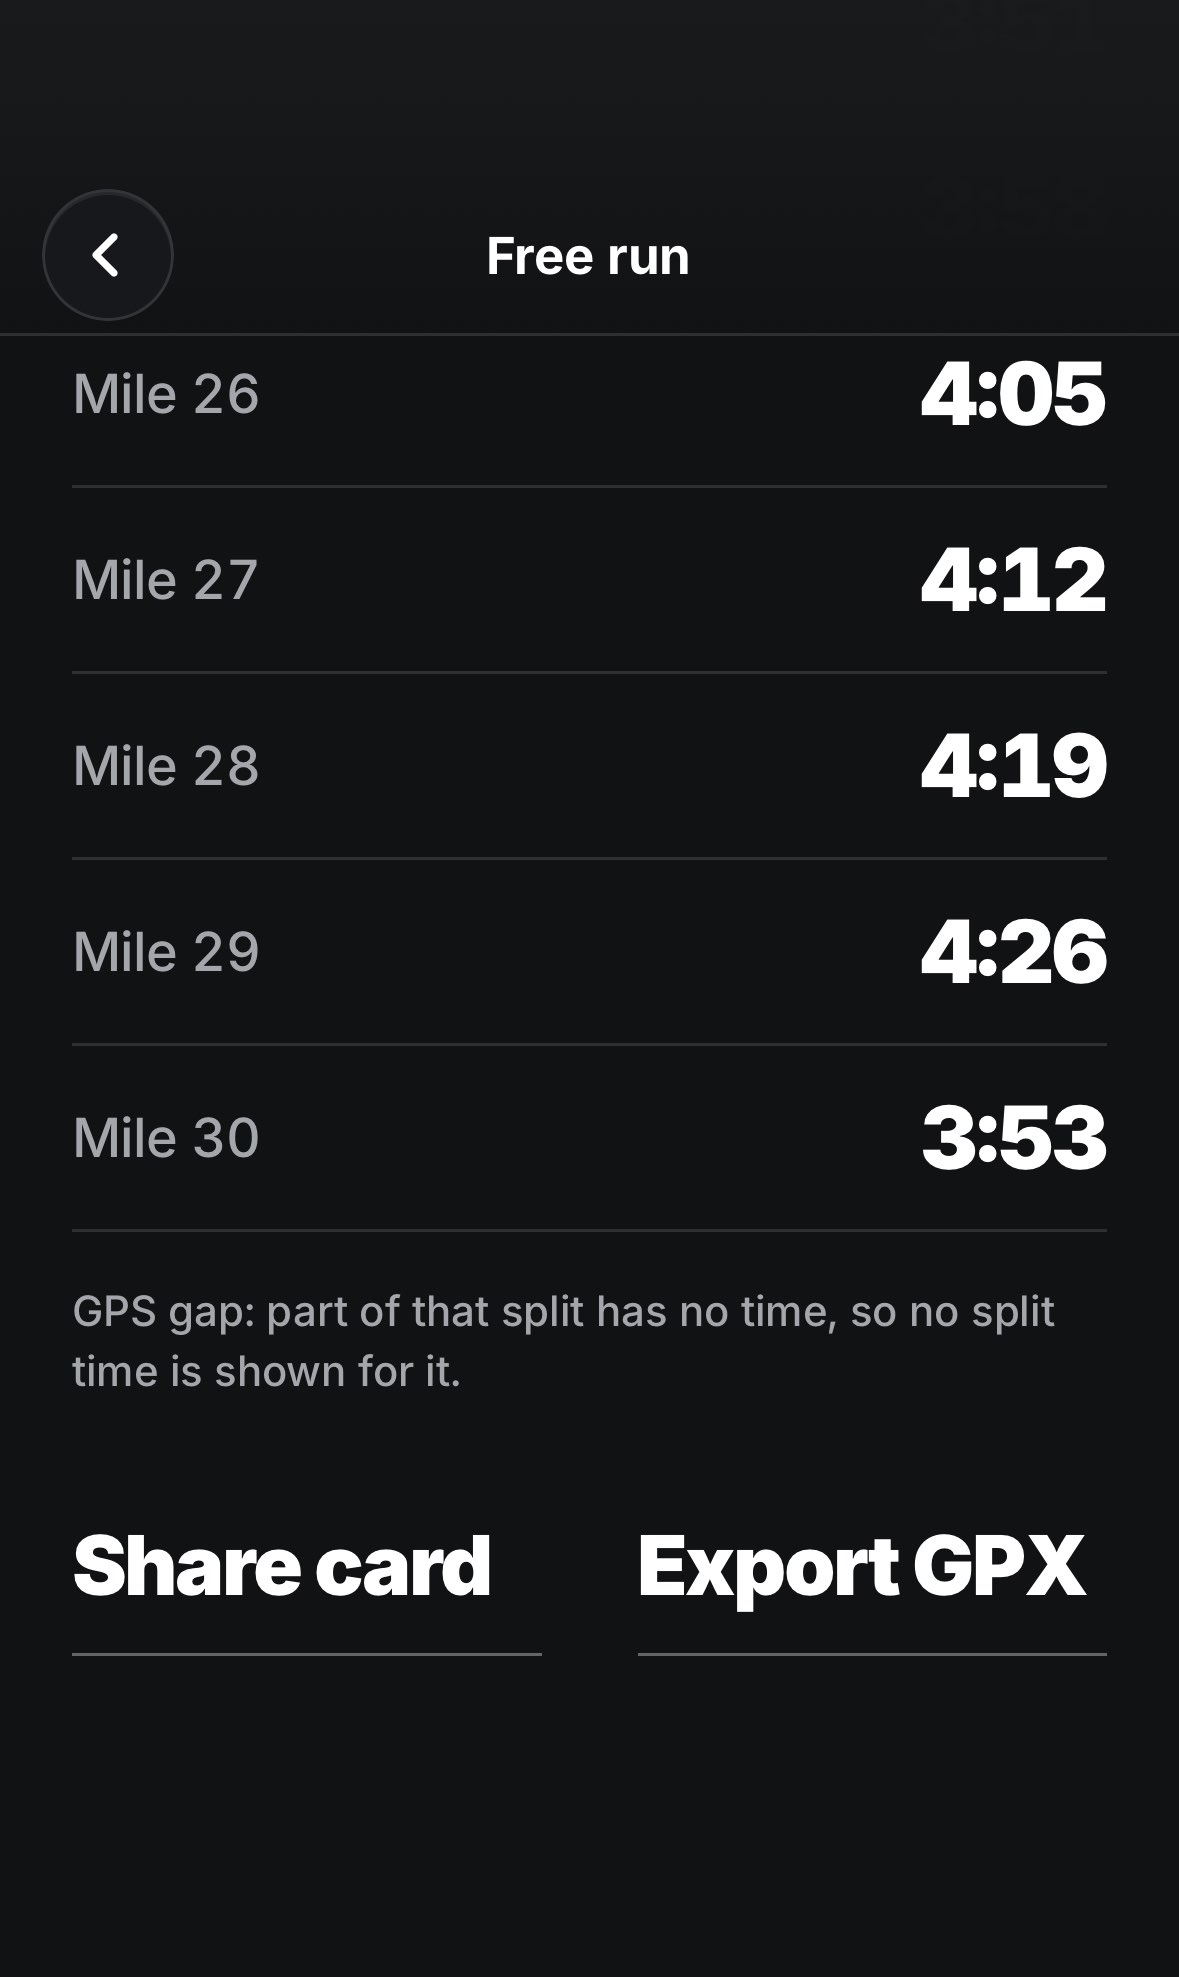 Free run
Mile 26
4:05
Mile 27
4:12
Mile 28
4:19
Mile 29
4:26
Mile 30
3:53
GPS gap: part of that split has no time, so no split
time is shown for it.
Share card
Export GPX